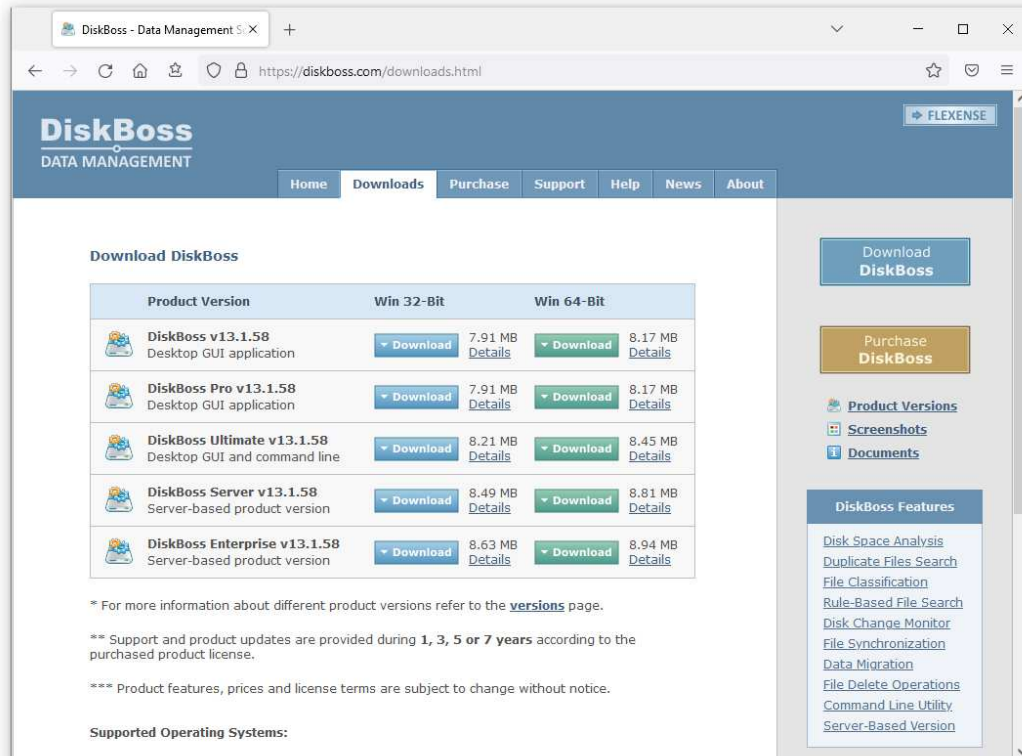 DiskBoss - Data Management S
https://diskboss.com/downloads.html
DiskBoss
DATA MANAGEMENT
FLEXENSE
Home Downloads Purchase Support Help News About
Download DiskBoss
Product Version Win 32-Bit Win 64-Bit
DiskBoss v13.1.58
Desktop GUI application
Download 7.91 MB Details Download 8.17 MB Details
DiskBoss Pro v13.1.58
Desktop GUI application
Download 7.91 MB Details Download 8.17 MB Details
DiskBoss Ultimate v13.1.58
Desktop GUI and command line
Download 8.21 MB Details Download 8.45 MB Details
DiskBoss Server v13.1.58
Server-based product version
Download 8.49 MB Details Download 8.81 MB Details
DiskBoss Enterprise v13.1.58
Server-based product version
Download 8.63 MB Details Download 8.94 MB Details
* For more information about different product versions refer to the versions page.
** Support and product updates are provided during 1, 3, 5 or 7 years according to the
purchased product license.
*** Product features, prices and license terms are subject to change without notice.
Supported Operating Systems:
Download
DiskBoss
Purchase
DiskBoss
Product Versions
Screenshots
Documents
DiskBoss Features
Disk Space Analysis
Duplicate Files Search
File Classification
Rule-Based File Search
Disk Change Monitor
File Synchronization
Data Migration
File Delete Operations
Command Line Utility
Server-Based Version